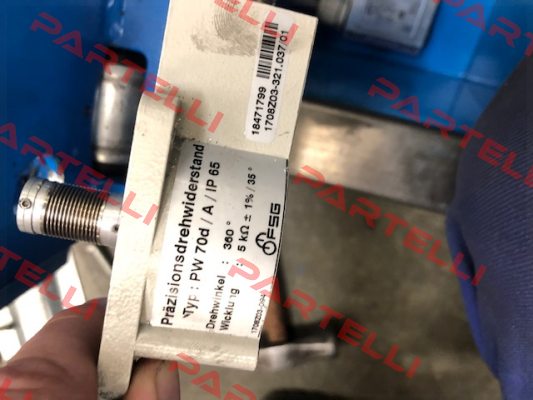 18471799
1708Z03-321.037.01
Präzisionsdrehwiderstand
Typ : PW 70d / A / IP 65
Drehwinkel : 360°
Wicklung : 5 kΩ ± 1% / 35°
FSG
PARTELLI
PARTELLI
PARTELLI
PARTELLI
PARTELLI
PARTELLI